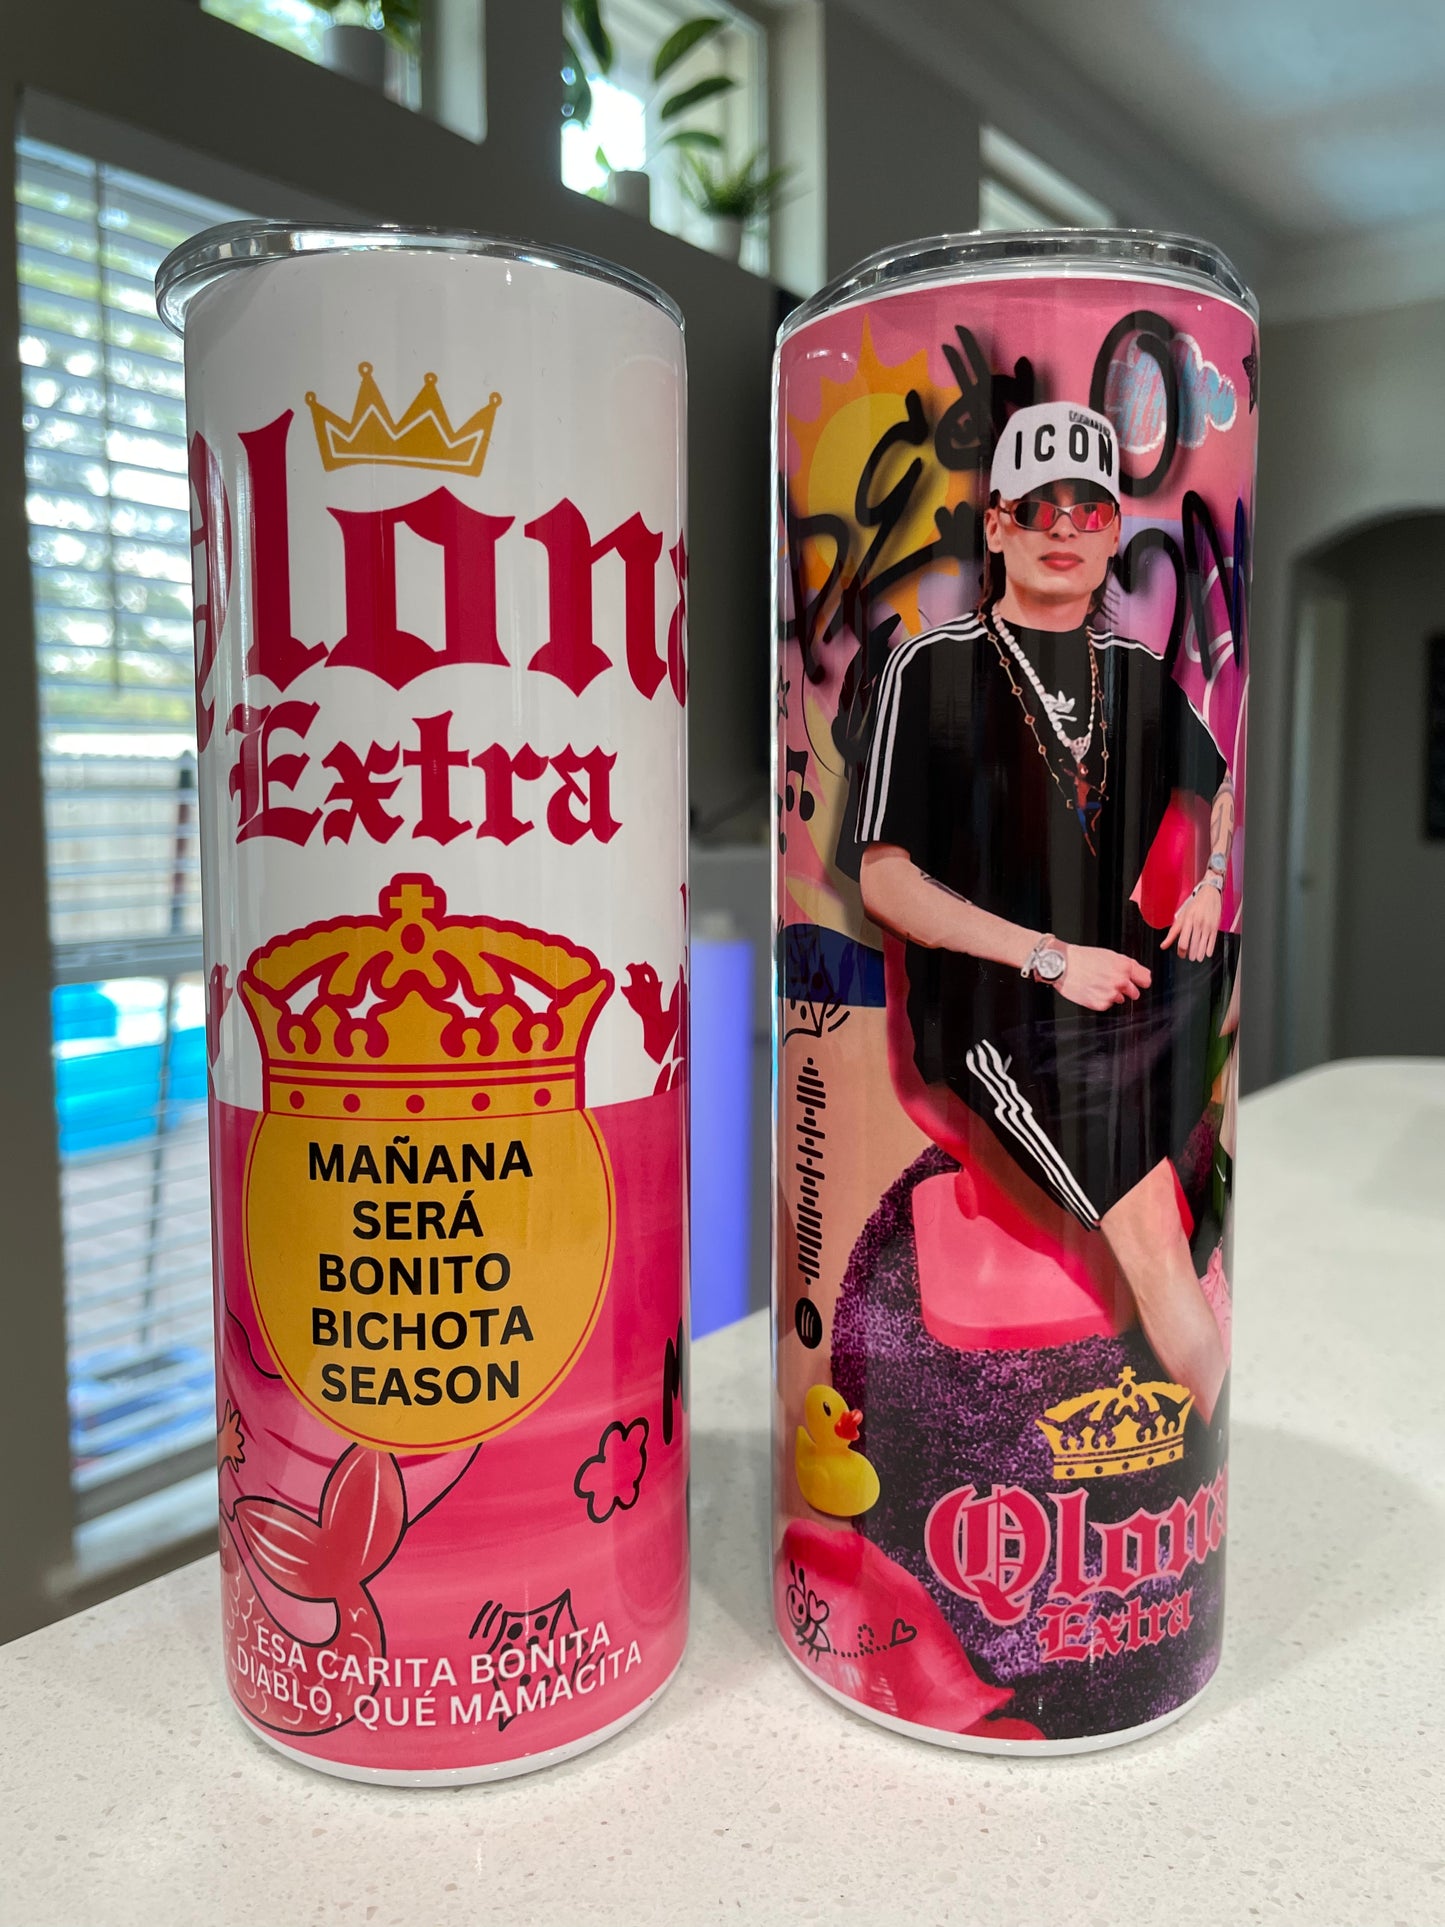 Qlona
Extra
MAÑANA
SERÁ
BONITO
BICHOTA
SEASON
ESA CARITA BONITA
DIABLO, QUÉ MAMACITA
ICON
Qlona
Extra